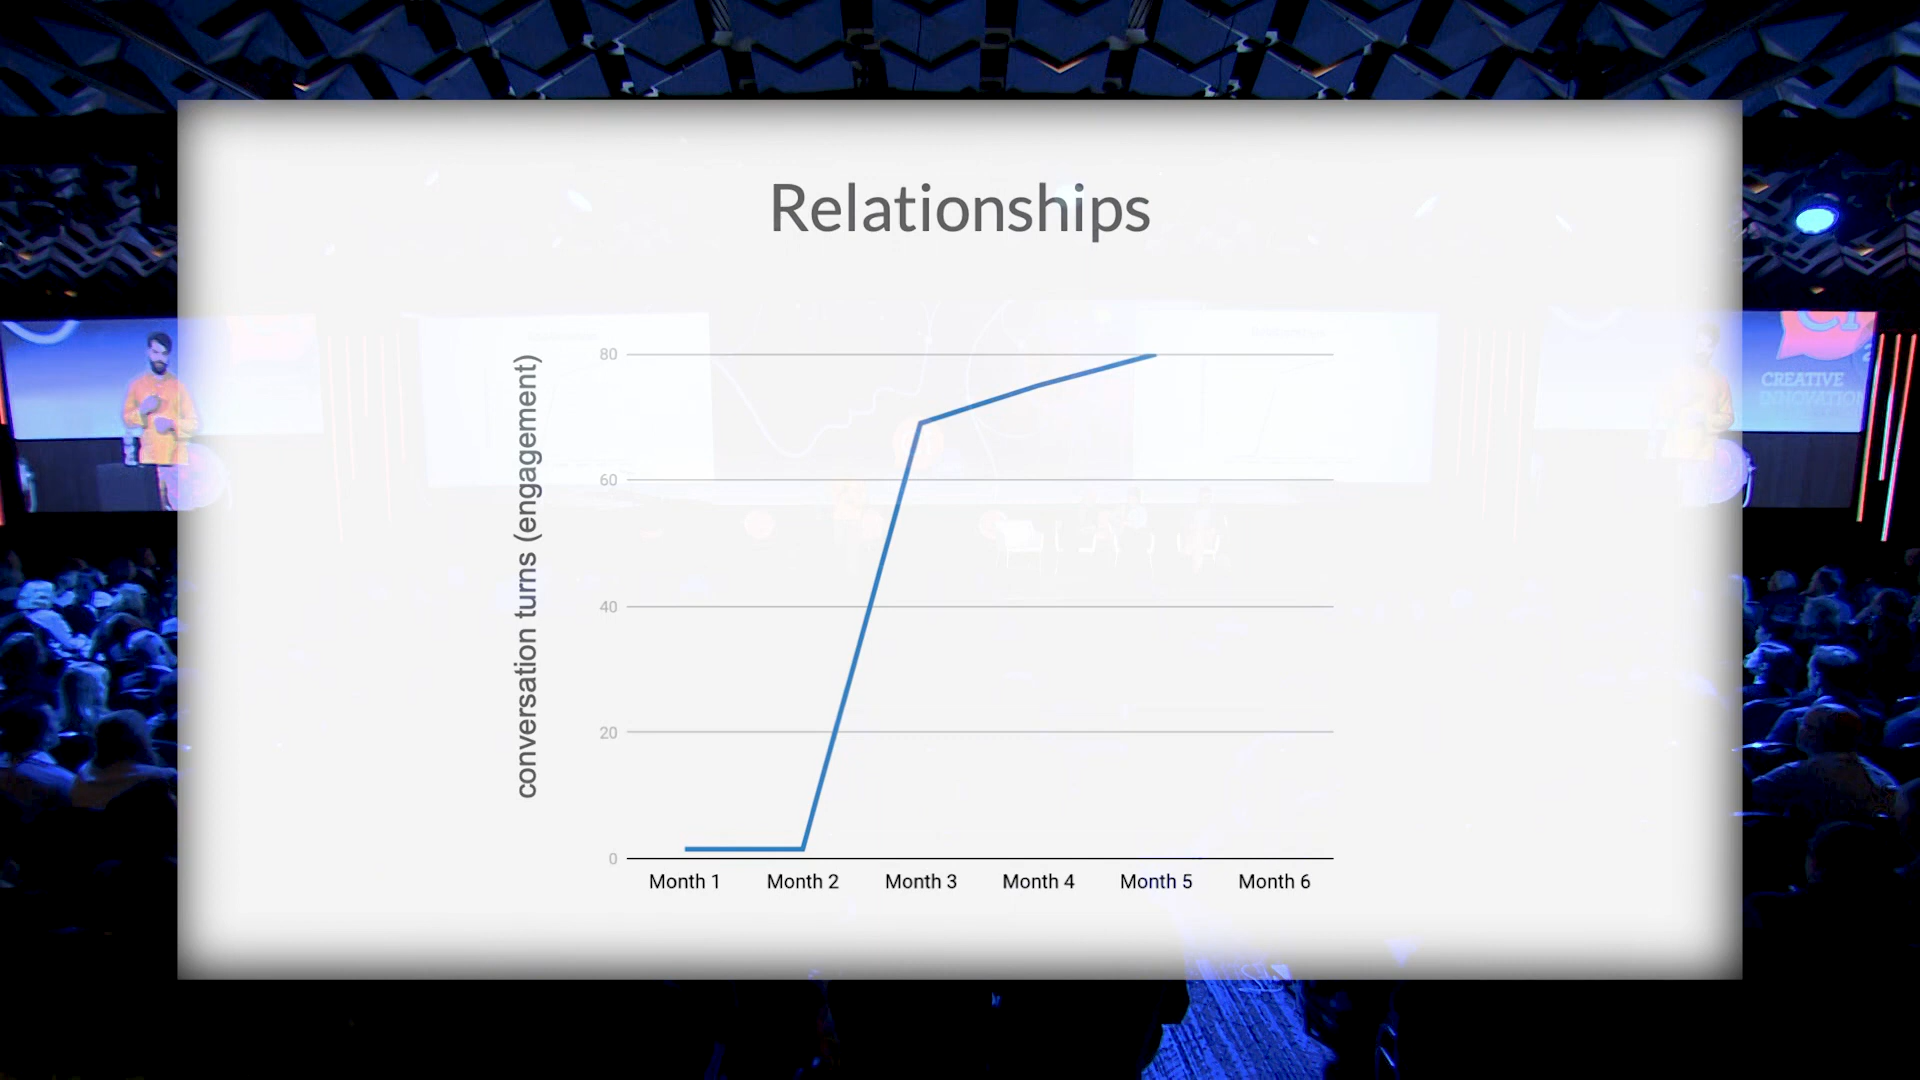 Relationships
conversation turns (engagement)
80
60
40
20
0
Month 1
Month 2
Month 3
Month 4
Month 5
Month 6
CREATIVE
INNOVATION